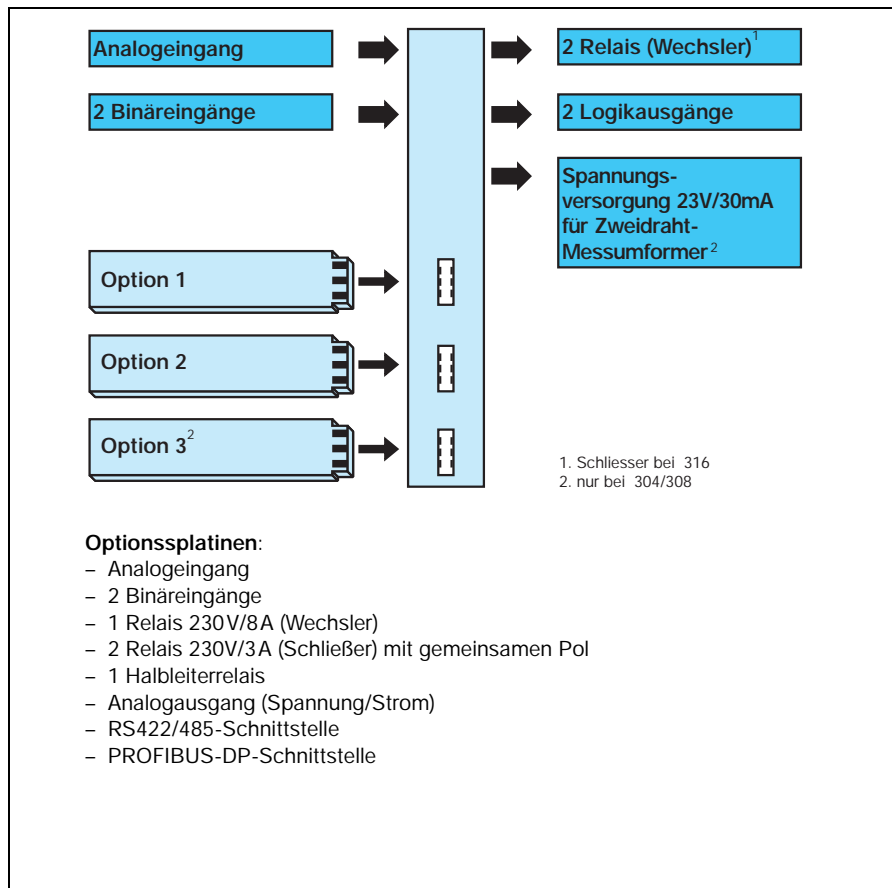 Analogeingang
2 Relais (Wechsler)1
2 Binäreingänge
2 Logikausgänge
Spannungs-
versorgung 23V/30mA
für Zweidraht-
Messumformer2
Option 1
Option 2
Option 32
1. Schliesser bei 316
2. nur bei 304/308
Optionssplatinen:
– Analogeingang
– 2 Binäreingänge
– 1 Relais 230V/8A (Wechsler)
– 2 Relais 230V/3A (Schließer) mit gemeinsamen Pol
– 1 Halbleiterrelais
– Analogausgang (Spannung/Strom)
– RS422/485-Schnittstelle
– PROFIBUS-DP-Schnittstelle